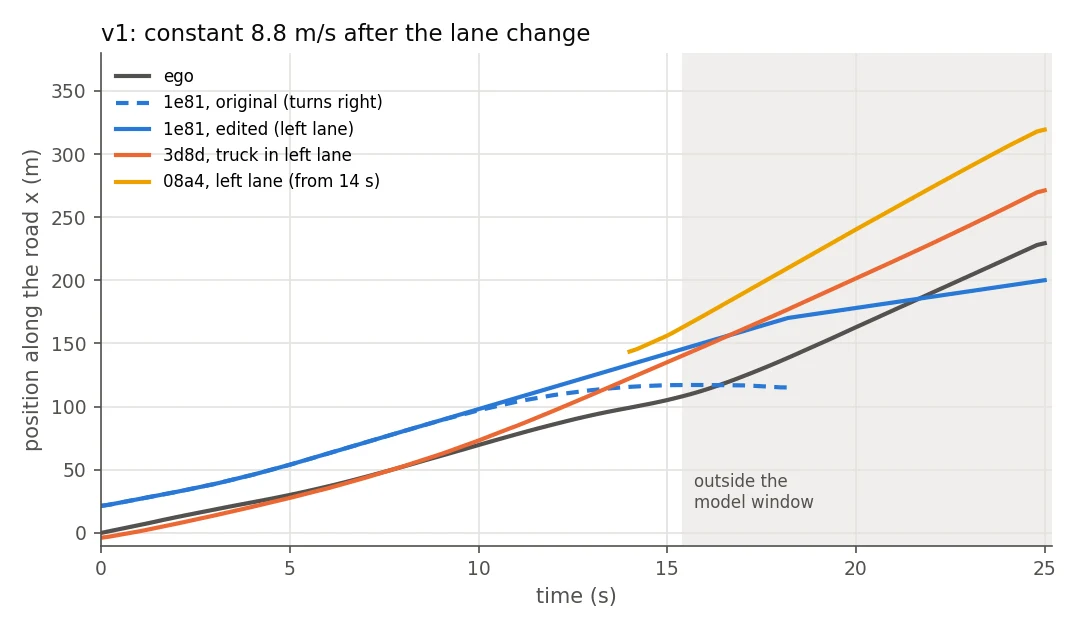 v1: constant 8.8 m/s after the lane change
ego
1e81, original (turns right)
1e81, edited (left lane)
3d8d, truck in left lane
08a4, left lane (from 14 s)
position along the road x (m)
350
300
250
200
150
100
50
0
outside the
model window
0 5 10 15 20 25
time (s)